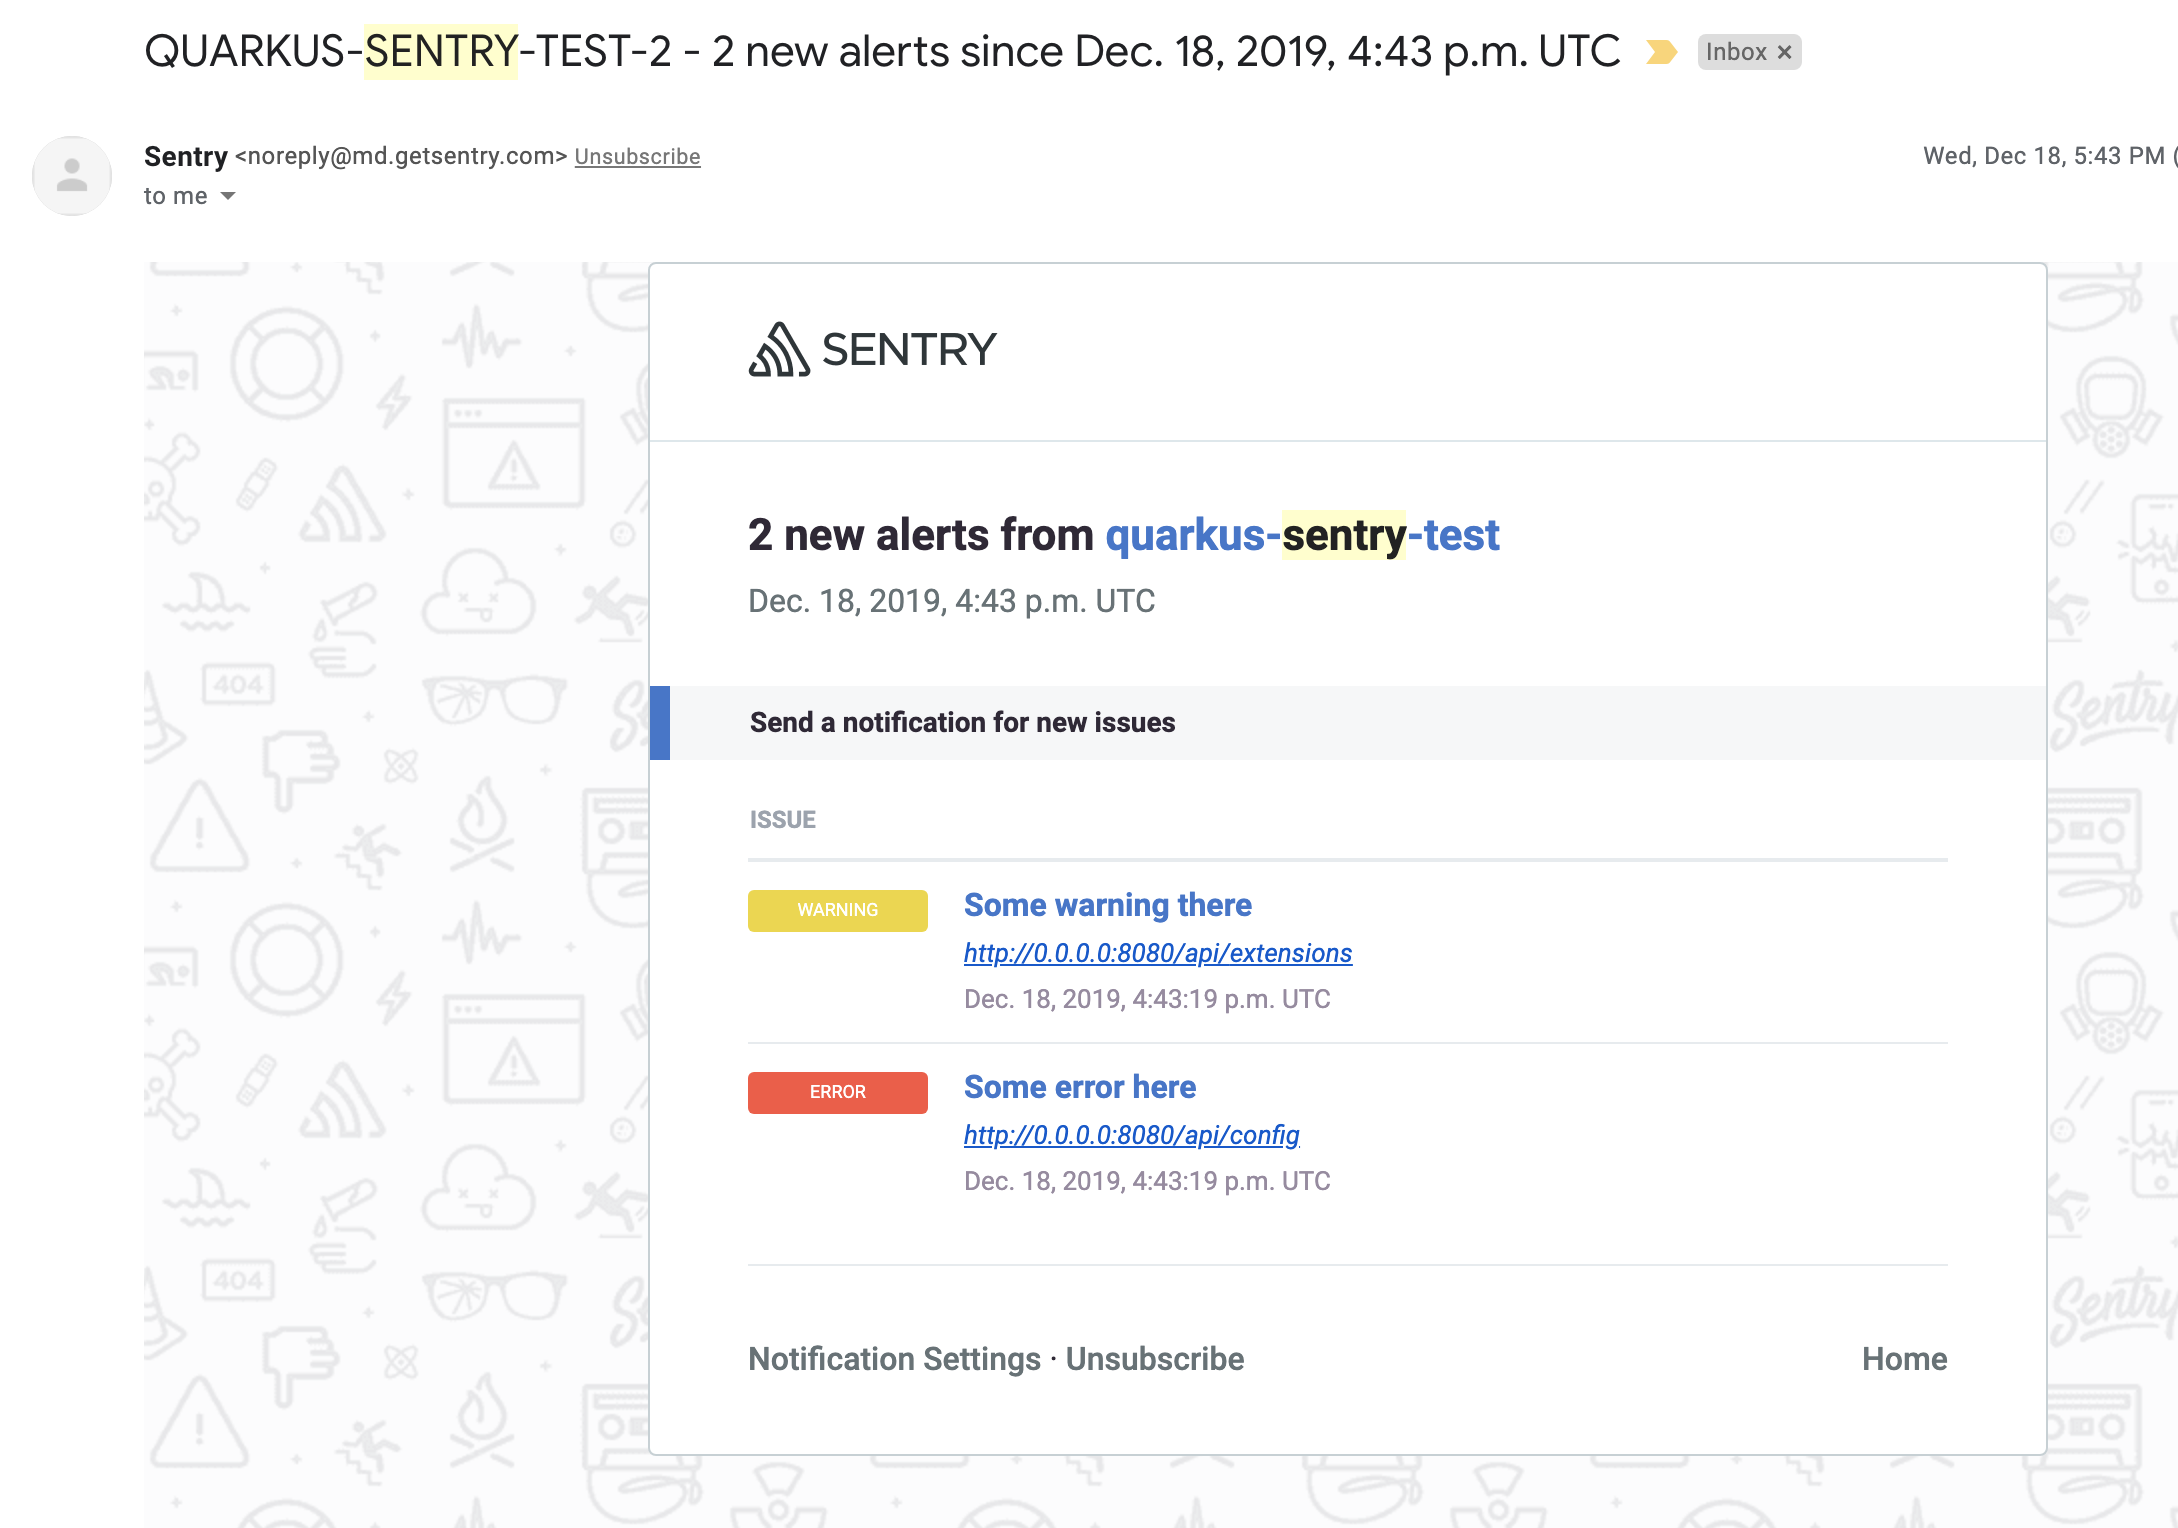 QUARKUS-SENTRY-TEST-2 - 2 new alerts since Dec. 18, 2019, 4:43 p.m. UTC Inbox ×
Sentry <noreply@md.getsentry.com> Unsubscribe
Wed, Dec 18, 5:43 PM (
to me
SENTRY
2 new alerts from quarkus-sentry-test
Dec. 18, 2019, 4:43 p.m. UTC
Send a notification for new issues
ISSUE
WARNING
Some warning there
http://0.0.0.0:8080/api/extensions
Dec. 18, 2019, 4:43:19 p.m. UTC
ERROR
Some error here
http://0.0.0.0:8080/api/config
Dec. 18, 2019, 4:43:19 p.m. UTC
Notification Settings · Unsubscribe
Home
404
Sentry
404
Sentry